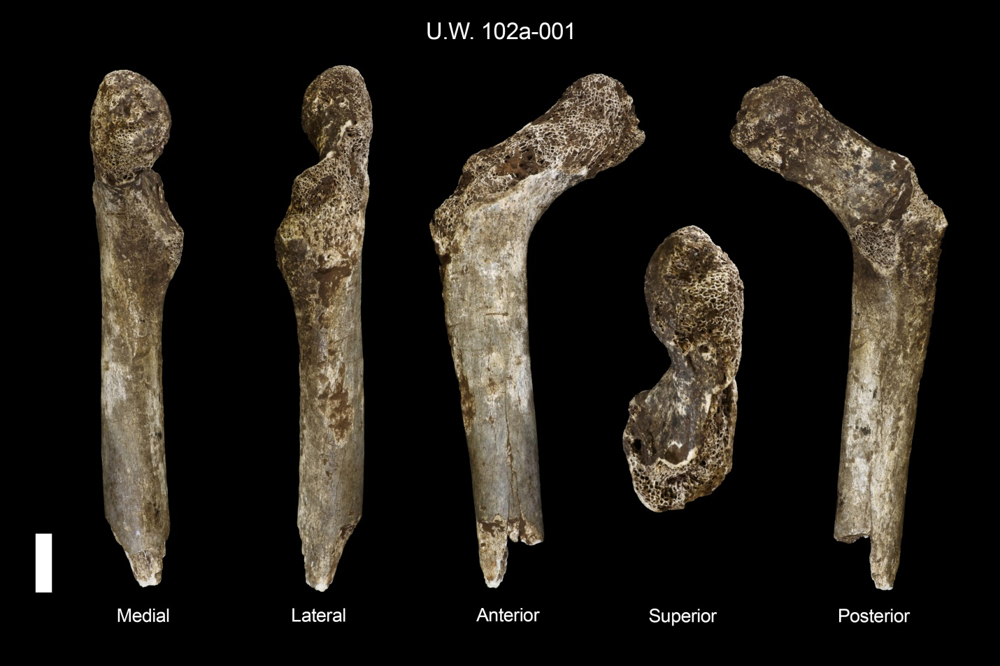 U.W. 102a-001
Medial
Lateral
Anterior
Superior
Posterior